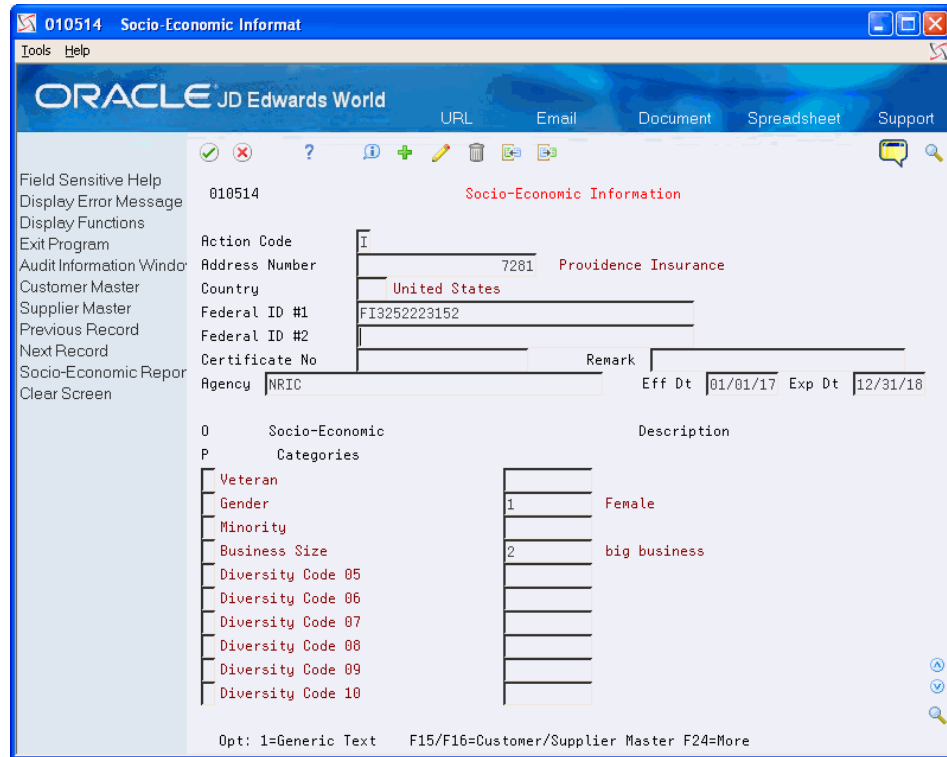 010514 Socio-Economic Informat
Tools Help
ORACLE JD Edwards World
URL Email Document Spreadsheet Support
Field Sensitive Help
Display Error Message
Display Functions
Exit Program
Audit Information Windo
Customer Master
Supplier Master
Previous Record
Next Record
Socio-Economic Repor
Clear Screen
010514 Socio-Economic Information
Action Code I
Address Number 7281 Providence Insurance
Country United States
Federal ID #1 FI3252223152
Federal ID #2
Certificate No Remark
Agency NRIC Eff Dt 01/01/17 Exp Dt 12/31/18
O Socio-Economic Description
P Categories
Veteran
Gender 1 Female
Minority
Business Size 2 big business
Diversity Code 05
Diversity Code 06
Diversity Code 07
Diversity Code 08
Diversity Code 09
Diversity Code 10
Opt: 1=Generic Text F15/F16=Customer/Supplier Master F24=More